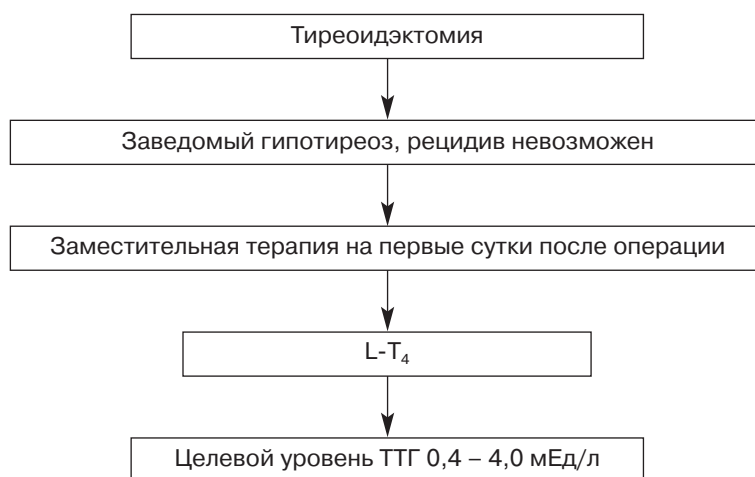 Тиреоидэктомия
Заведомый гипотиреоз, рецидив невозможен
Заместительная терапия на первые сутки после операции
L-T₄
Целевой уровень ТТГ 0,4 – 4,0 мЕд/л